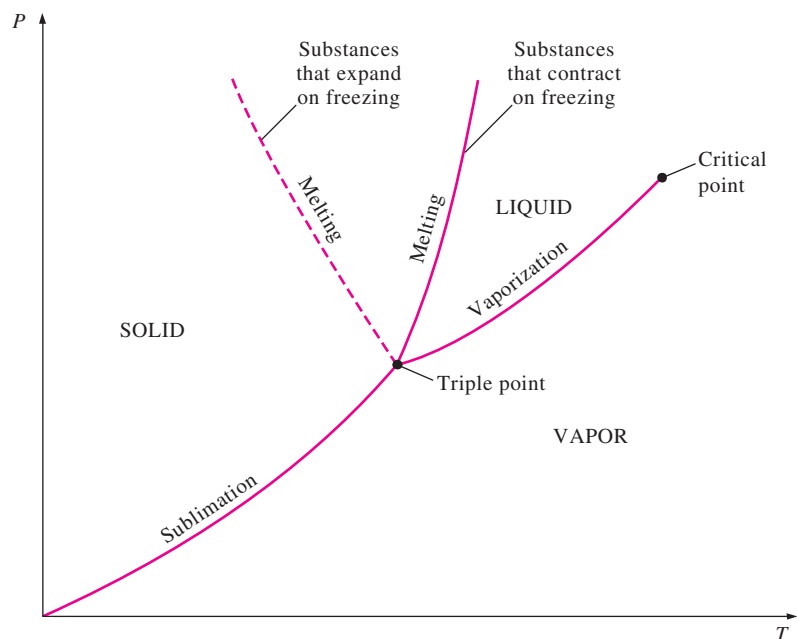 P
Substances
that expand
on freezing
Substances
that contract
on freezing
Critical
point
Melting
Melting
LIQUID
Vaporization
SOLID
Triple point
VAPOR
Sublimation
T